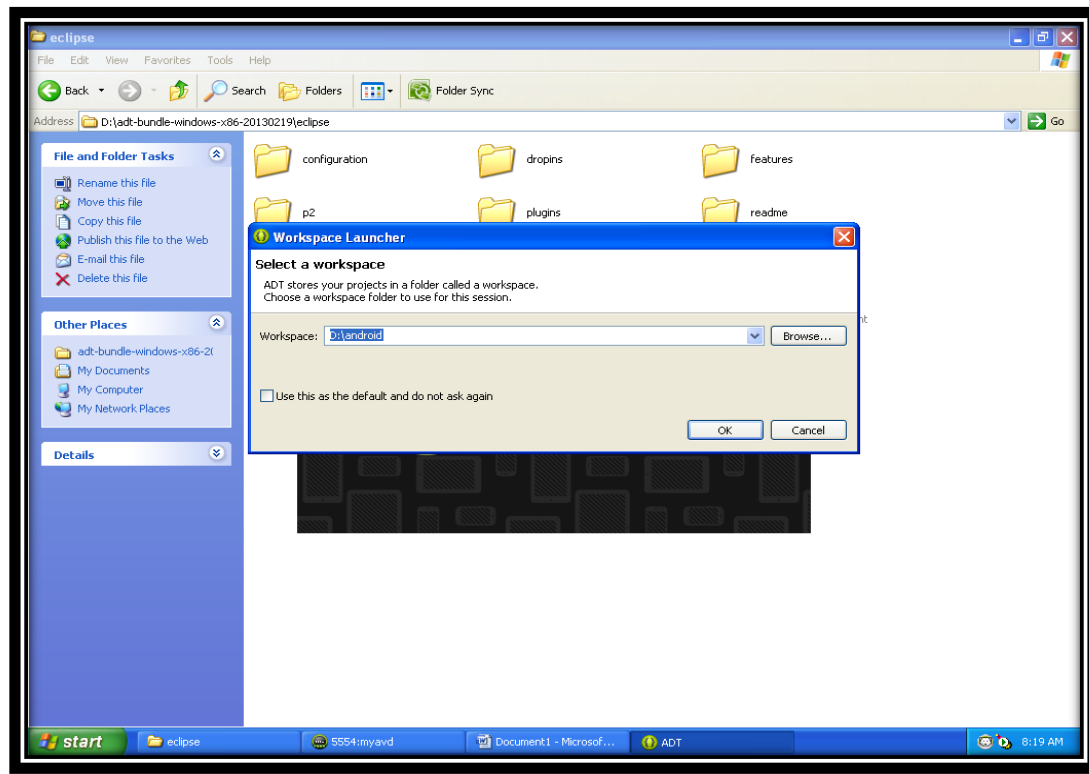 eclipse
File Edit View Favorites Tools Help
Back Search Folders Folder Sync
Address D:\adt-bundle-windows-x86-20130219\eclipse Go
File and Folder Tasks
Rename this file
Move this file
Copy this file
Publish this file to the Web
E-mail this file
Delete this file
Other Places
adt-bundle-windows-x86-2(
My Documents
My Computer
My Network Places
Details
configuration dropins features
p2 plugins readme
Workspace Launcher
Select a workspace
ADT stores your projects in a folder called a workspace.
Choose a workspace folder to use for this session.
Workspace: D:\android Browse...
Use this as the default and do not ask again
OK Cancel
start eclipse 5554:myavd Document1 - Microsof... ADT 8:19 AM